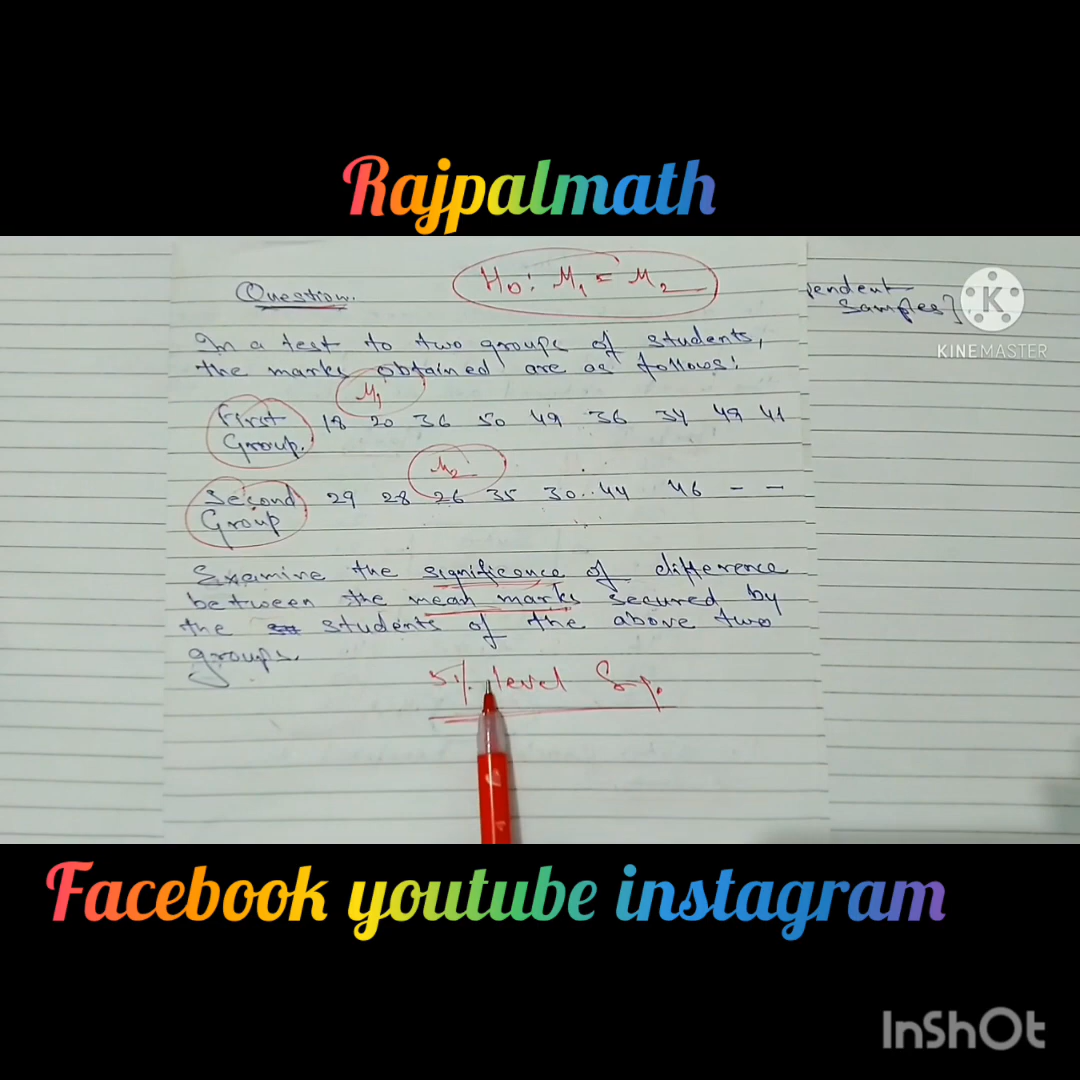 Rajpalmath
Question.
H0: M1 = M2
pendent
samples]
KINEMASTER
In a test to two groups of students,
the marks obtained are as follows:
M1
First 18 20 36 50 49 36 34 49 41
Group.
M2
Second 29 28 26 35 30 44 46 - -
Group
Examine the significance of difference
between the mean marks secured by
the students of the above two
groups.
5% level
Facebook youtube instagram
InShOt